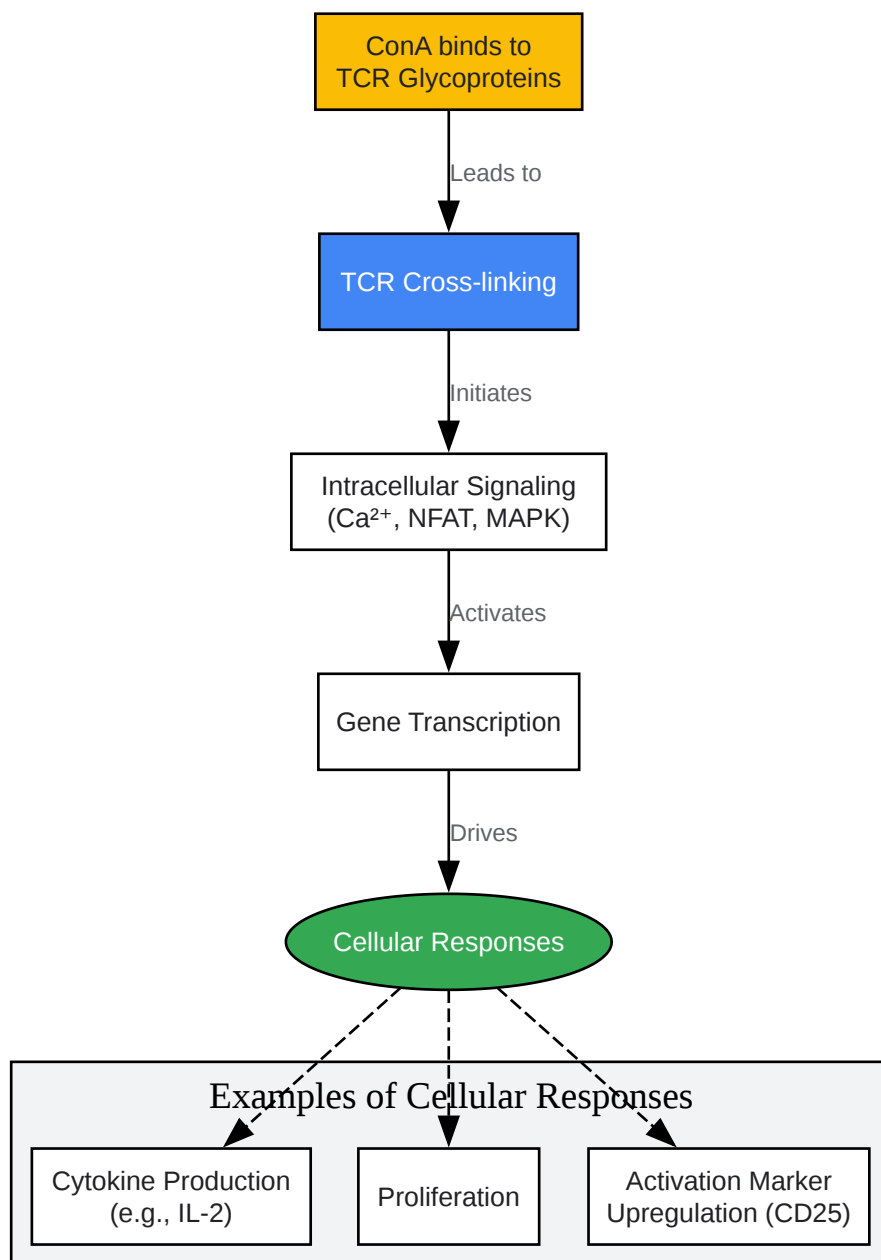 ConA binds to
TCR Glycoproteins
Leads to
TCR Cross-linking
Initiates
Intracellular Signaling
(Ca²⁺, NFAT, MAPK)
Activates
Gene Transcription
Drives
Cellular Responses
Examples of Cellular Responses
Cytokine Production
(e.g., IL-2)
Proliferation
Activation Marker
Upregulation (CD25)